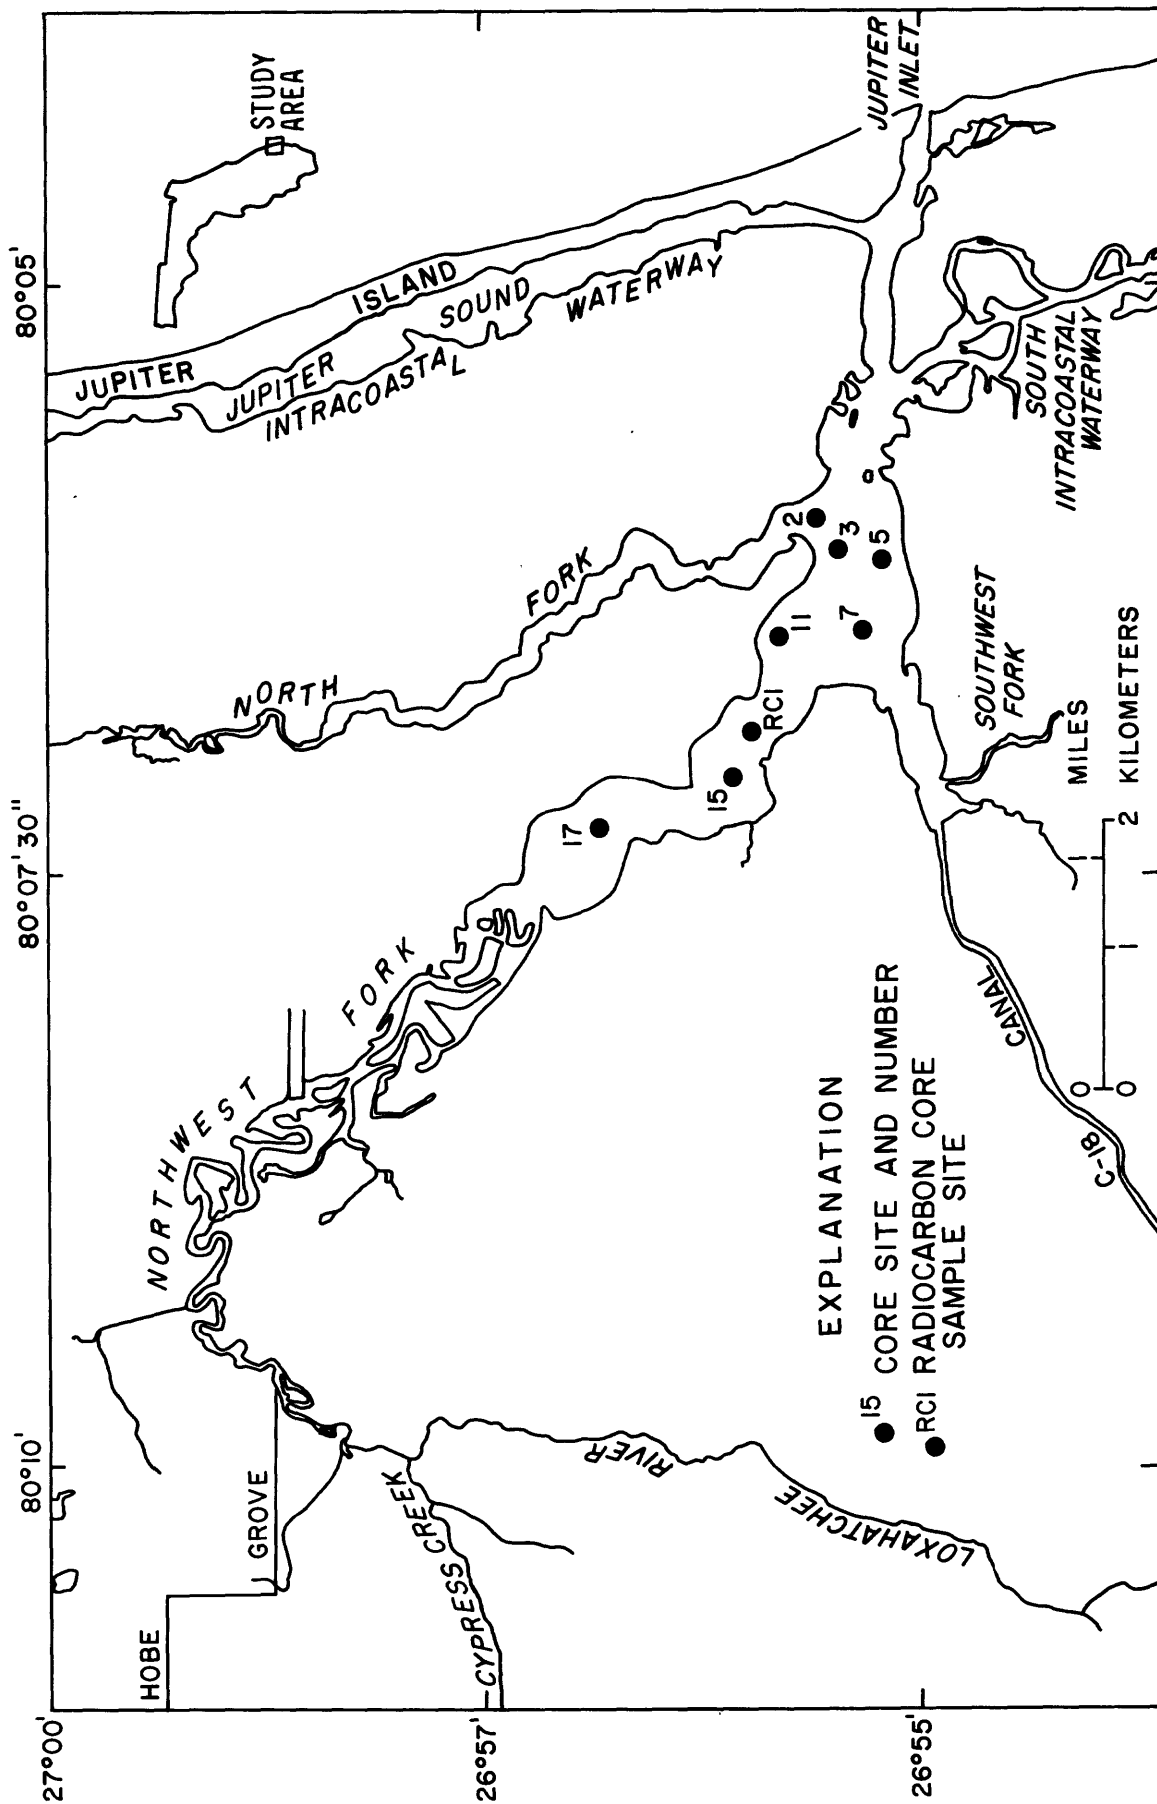 80°10'
80°07'30"
80°05'
27°00'
26°57'
26°55'
HOBE
GROVE
NORTHWEST
FORK
NORTH
FORK
JUPITER
ISLAND
JUPITER
SOUND
INTRACOASTAL
WATERWAY
STUDY
AREA
JUPITER
INLET
CYPRESS CREEK
LOXAHATCHEE
RIVER
17
15
RCI
11
7
2
3
5
SOUTH
INTRACOASTAL
WATERWAY
SOUTHWEST
FORK
C-18
CANAL
EXPLANATION
15 CORE SITE AND NUMBER
RCI RADIOCARBON CORE
SAMPLE SITE
0 1 MILES
0 1 2 KILOMETERS